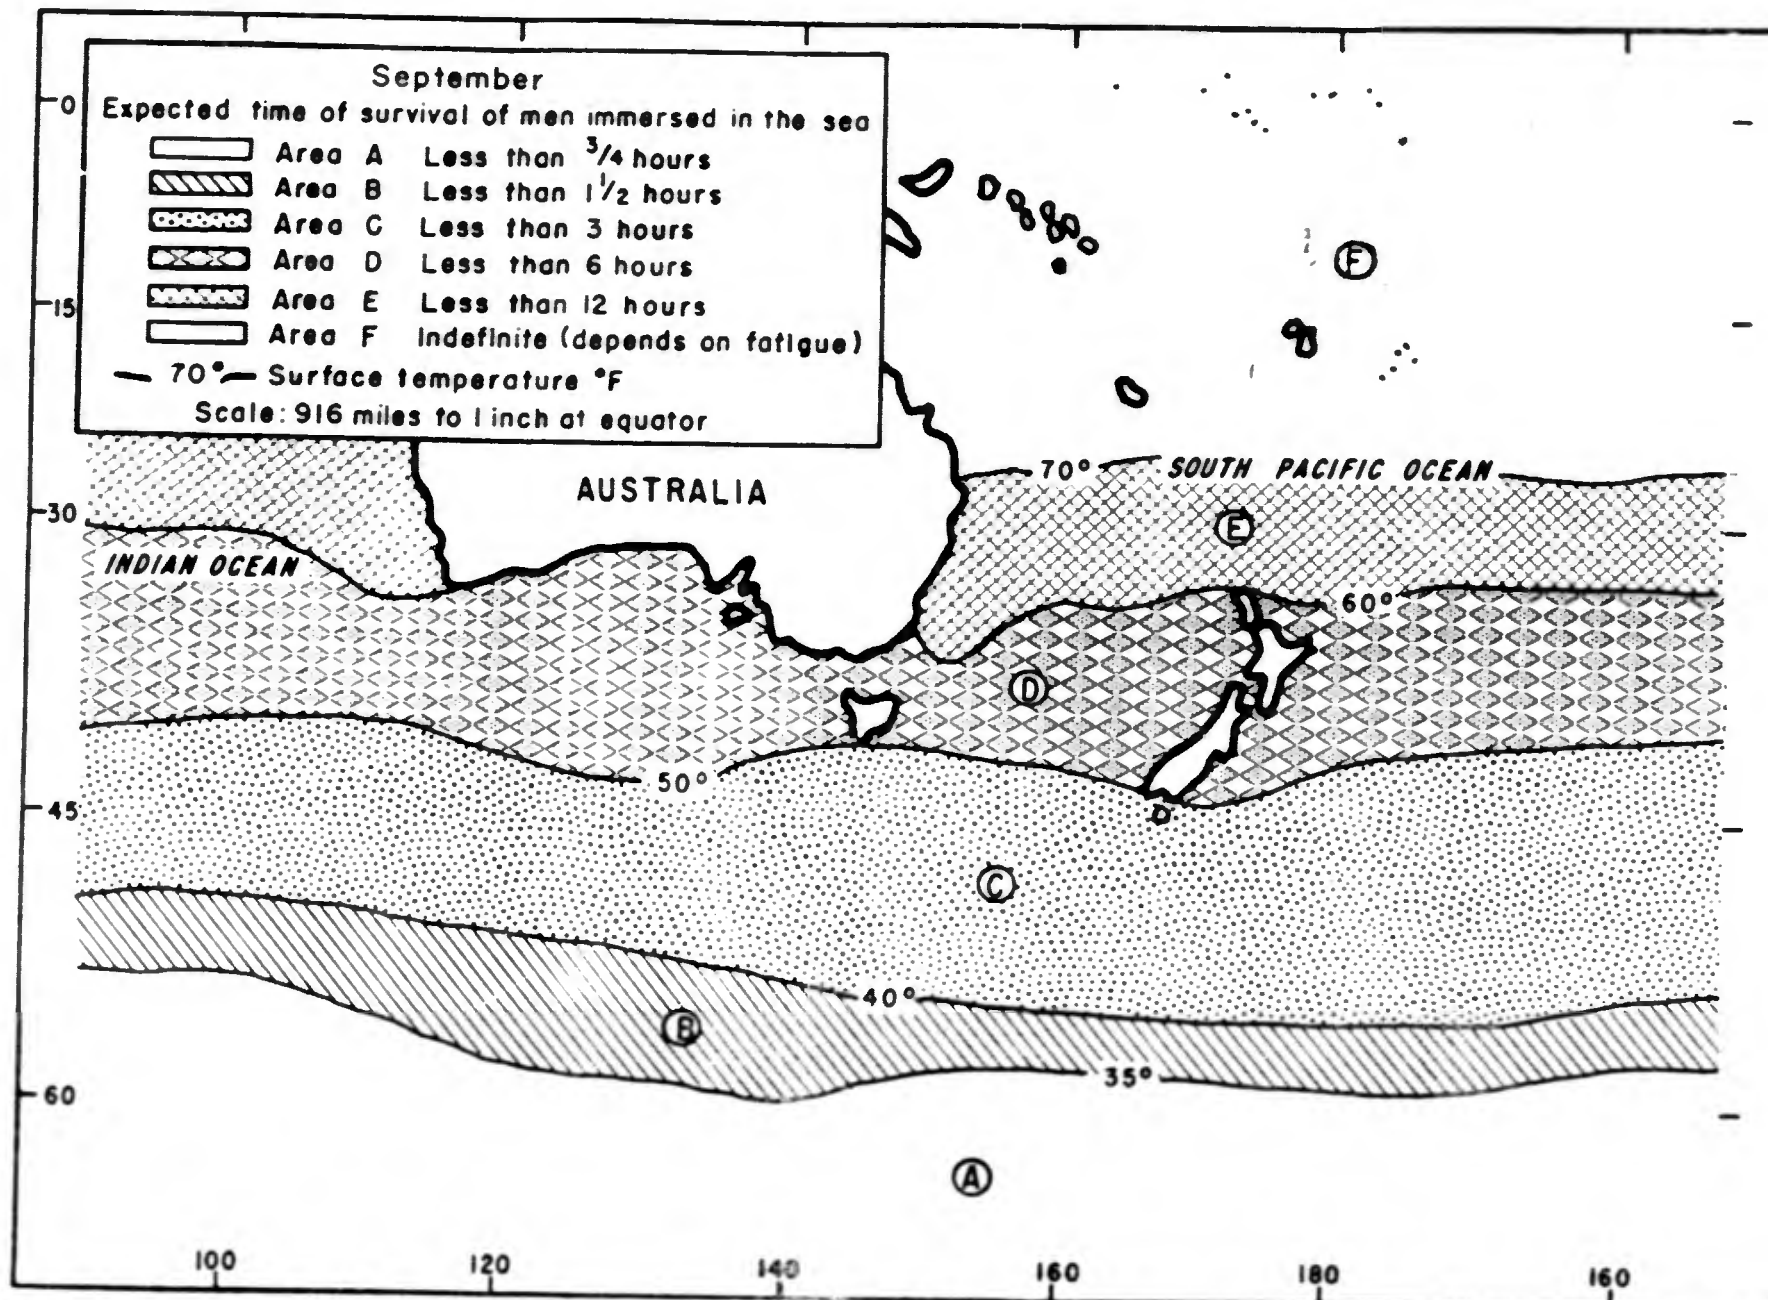 September
Expected time of survival of men immersed in the sea
Area A Less than 3/4 hours
Area B Less than 1 1/2 hours
Area C Less than 3 hours
Area D Less than 6 hours
Area E Less than 12 hours
Area F Indefinite (depends on fatigue)
70° Surface temperature °F
Scale: 916 miles to 1 inch at equator
0
15
30
45
60
F
AUSTRALIA
70°
SOUTH PACIFIC OCEAN
E
INDIAN OCEAN
60°
D
50°
C
40°
B
35°
A
100
120
140
160
180
160